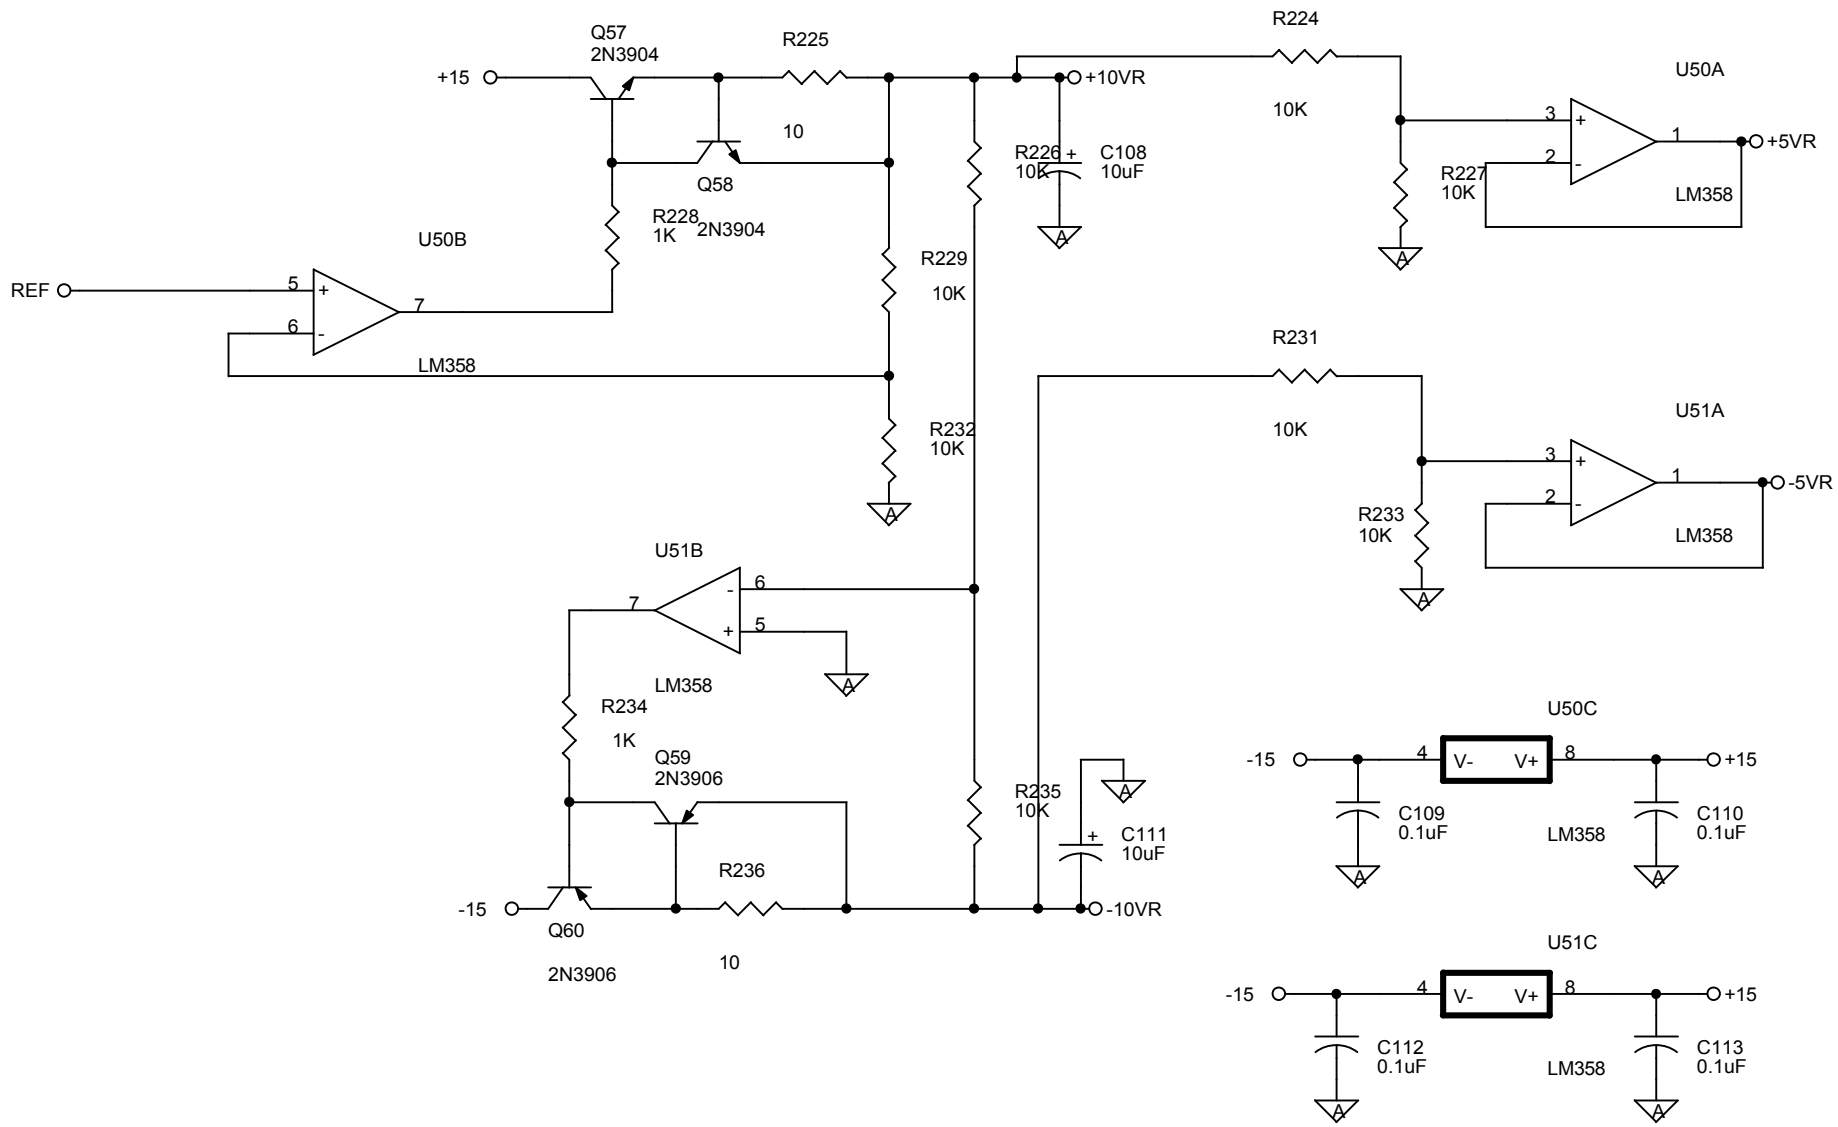 Q57
2N3904
R225
+15
+10VR
10
Q58
2N3904
R226
10K
+
C108
10uF
A
R224
10K
U50A
3
+
1
+5VR
2
-
R227
10K
LM358
A
U50B
R228
1K
REF
5
+
7
6
-
LM358
R229
10K
R232
10K
A
R231
10K
U51A
3
+
1
-5VR
2
-
R233
10K
LM358
A
U51B
6
-
7
+
5
LM358
A
R234
1K
Q59
2N3906
R235
10K
A
+
C111
10uF
R236
-15
-10VR
Q60
2N3906
10
U50C
-15
4
V-
V+
8
+15
C109
0.1uF
LM358
C110
0.1uF
A
A
U51C
-15
4
V-
V+
8
+15
C112
0.1uF
LM358
C113
0.1uF
A
A